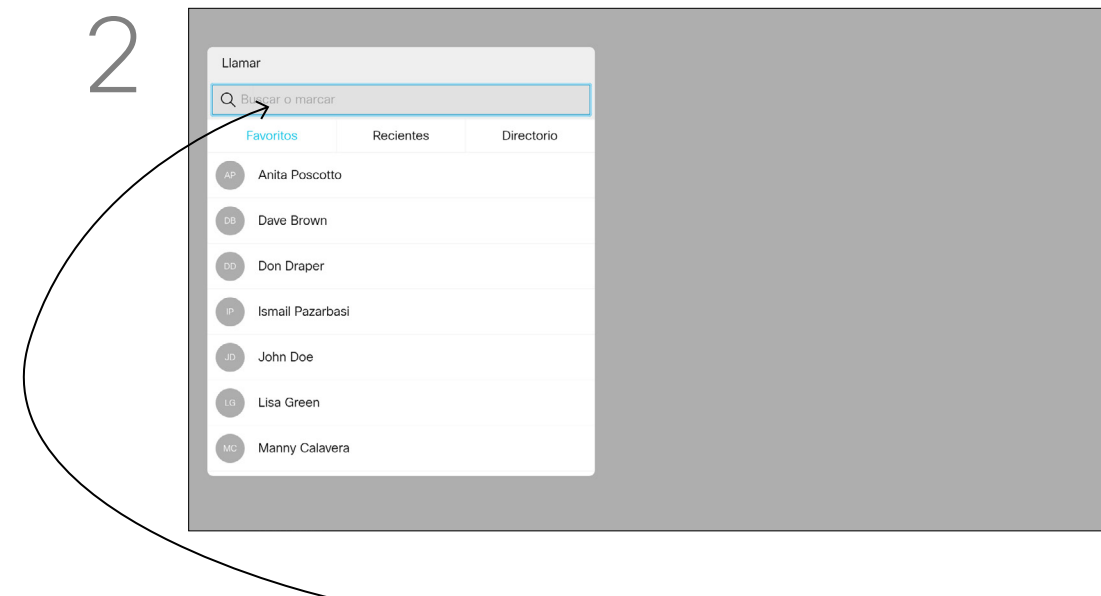 2
Llamar
Buscar o marcar
Favoritos Recientes Directorio
AP Anita Poscotto
DB Dave Brown
DD Don Draper
IP Ismail Pazarbasi
JD John Doe
LG Lisa Green
MC Manny Calavera